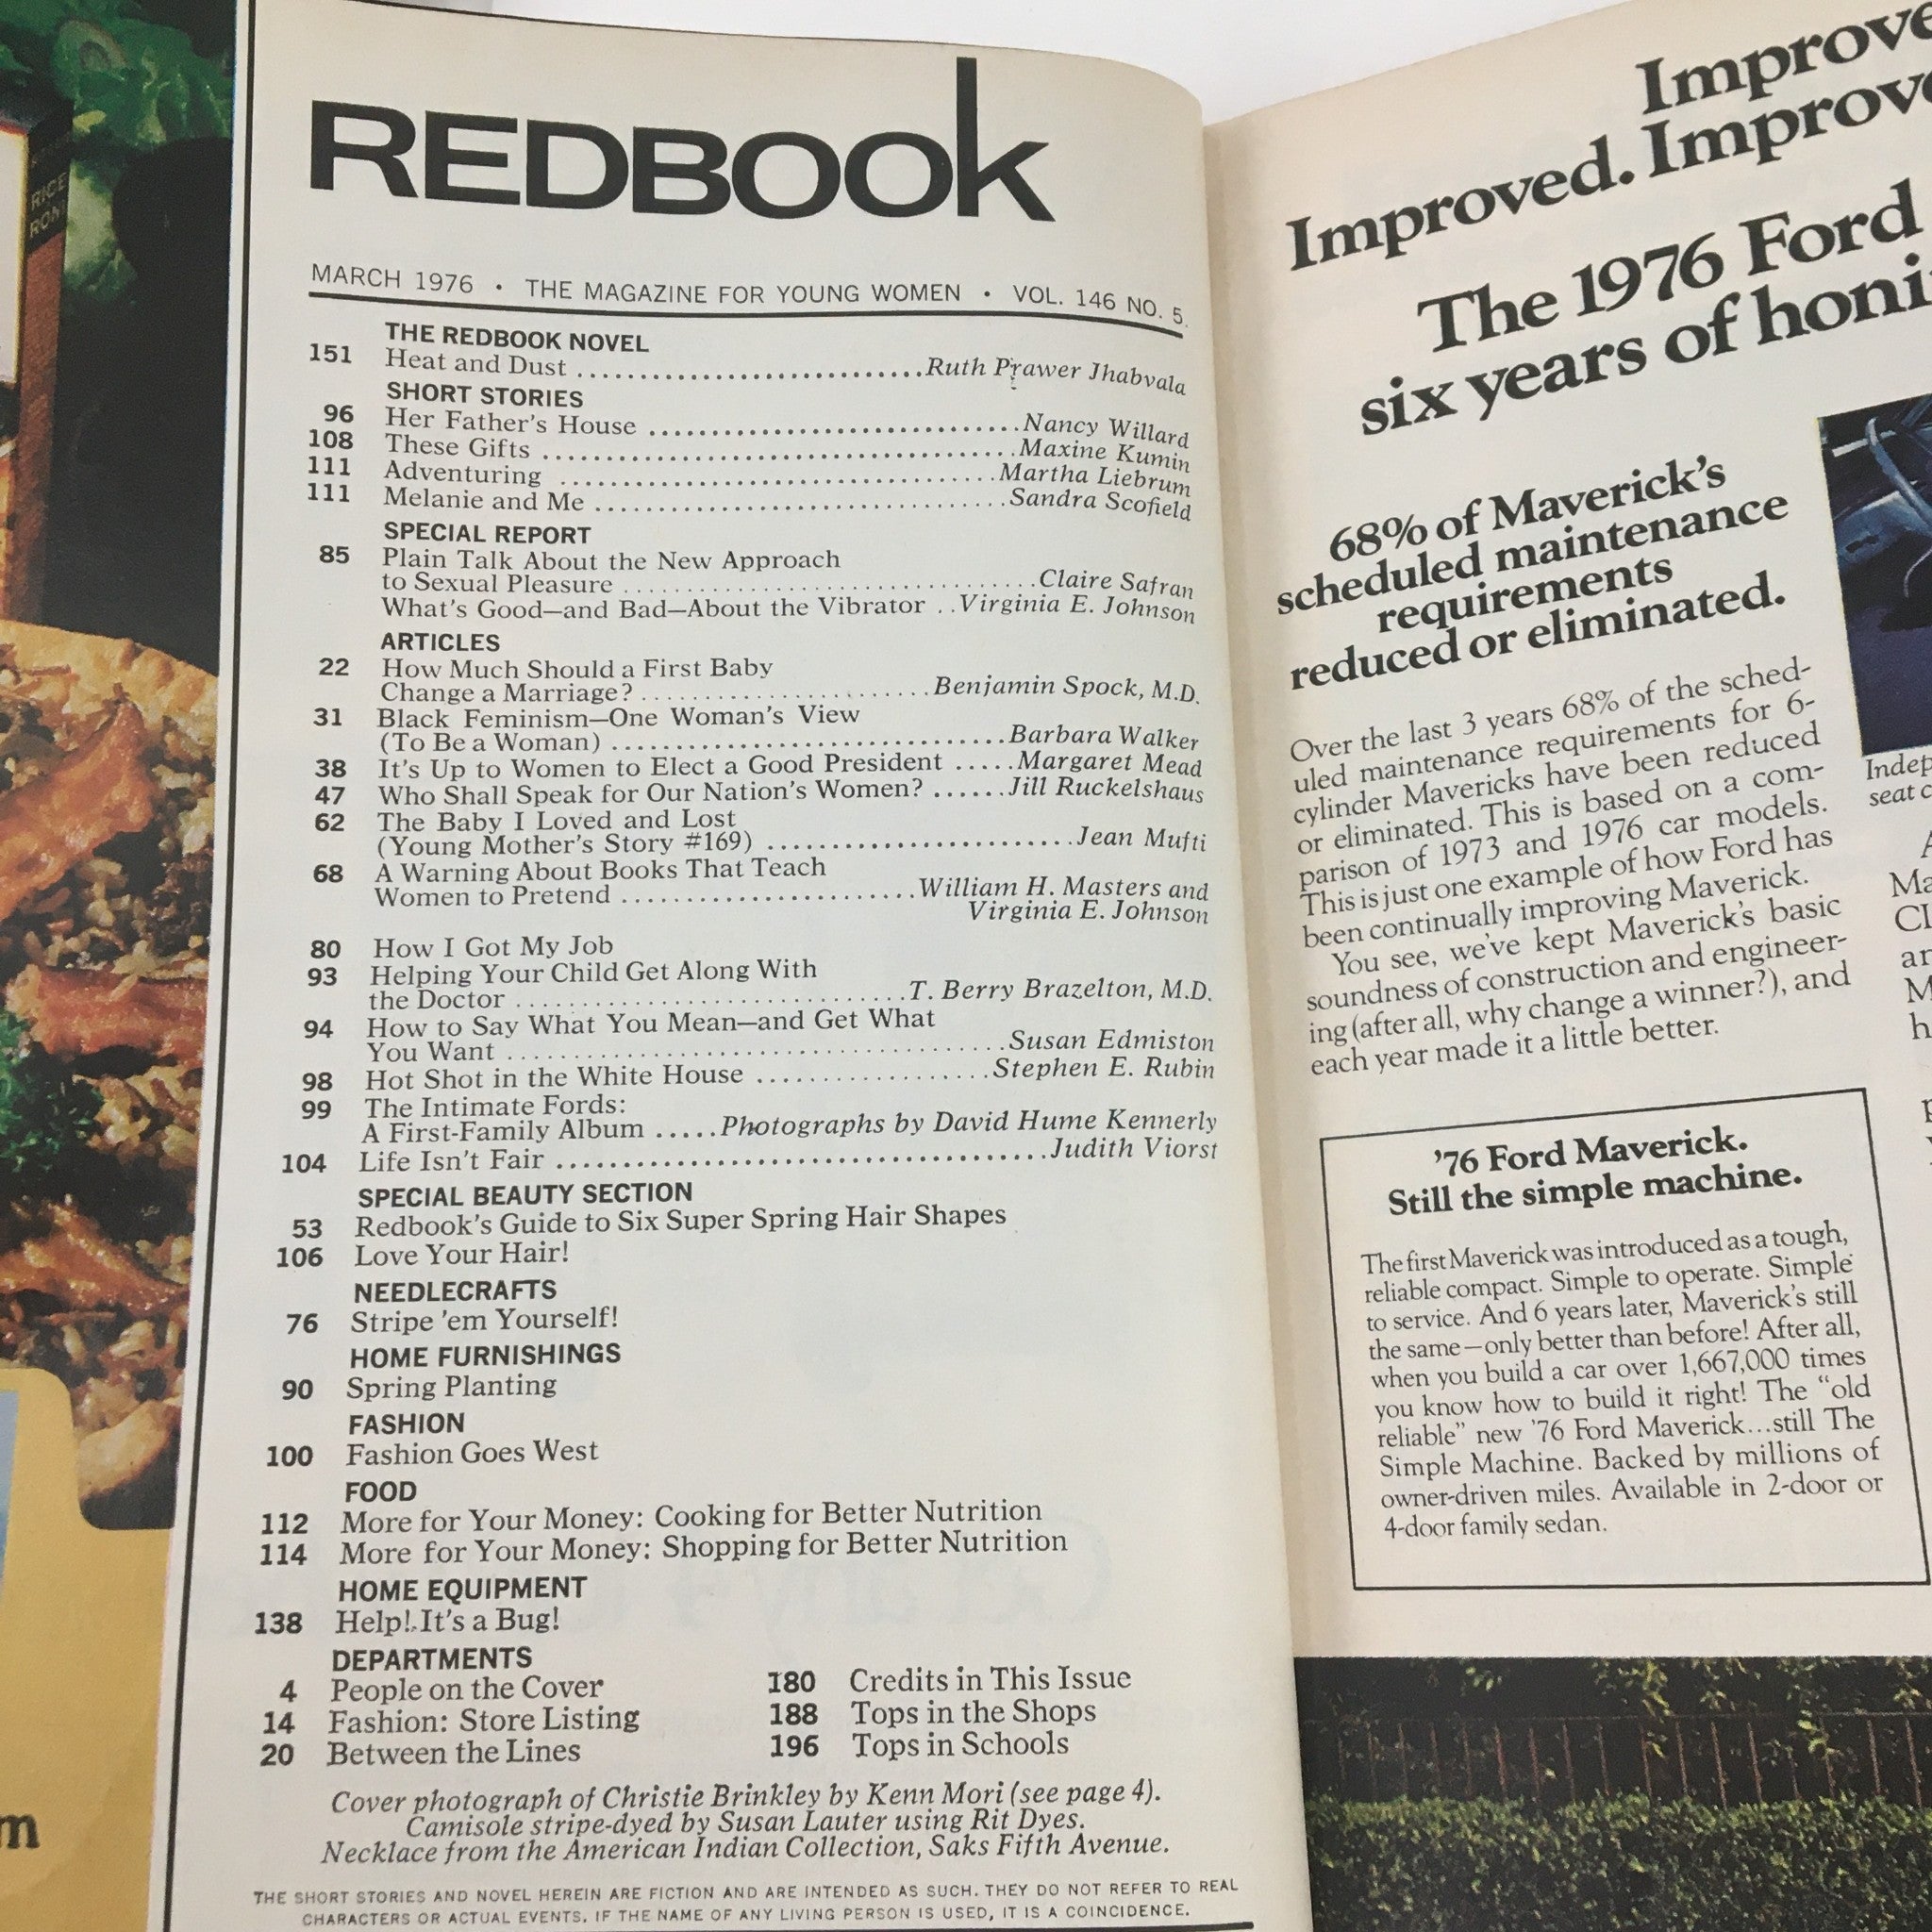 RICE
RONI
m
REDBOOk
MARCH 1976 • THE MAGAZINE FOR YOUNG WOMEN • VOL. 146 NO. 5.
THE REDBOOK NOVEL
151 Heat and Dust ..............................Ruth Prawer Jhabvala
SHORT STORIES
96 Her Father's House ..................................Nancy Willard
108 These Gifts ..........................................Maxine Kumin
111 Adventuring .......................................Martha Liebrum
111 Melanie and Me ....................................Sandra Scofield
SPECIAL REPORT
85 Plain Talk About the New Approach
to Sexual Pleasure ....................................Claire Safran
What's Good—and Bad—About the Vibrator ..Virginia E. Johnson
ARTICLES
22 How Much Should a First Baby
Change a Marriage? .........................Benjamin Spock, M.D.
31 Black Feminism—One Woman's View
(To Be a Woman) ..................................Barbara Walker
38 It's Up to Women to Elect a Good President .....Margaret Mead
47 Who Shall Speak for Our Nation's Women? ......Jill Ruckelshaus
62 The Baby I Loved and Lost
(Young Mother's Story #169) ..........................Jean Mufti
68 A Warning About Books That Teach
Women to Pretend .........................William H. Masters and
Virginia E. Johnson
80 How I Got My Job
93 Helping Your Child Get Along With
the Doctor ..................................T. Berry Brazelton, M.D.
94 How to Say What You Mean—and Get What
You Want ...........................................Susan Edmiston
98 Hot Shot in the White House ....................Stephen E. Rubin
99 The Intimate Fords:
A First-Family Album .....Photographs by David Hume Kennerly
104 Life Isn't Fair .........................................Judith Viorst
SPECIAL BEAUTY SECTION
53 Redbook's Guide to Six Super Spring Hair Shapes
106 Love Your Hair!
NEEDLECRAFTS
76 Stripe 'em Yourself!
HOME FURNISHINGS
90 Spring Planting
FASHION
100 Fashion Goes West
FOOD
112 More for Your Money: Cooking for Better Nutrition
114 More for Your Money: Shopping for Better Nutrition
HOME EQUIPMENT
138 Help! It's a Bug!
DEPARTMENTS
4 People on the Cover
14 Fashion: Store Listing
20 Between the Lines
180 Credits in This Issue
188 Tops in the Shops
196 Tops in Schools
Cover photograph of Christie Brinkley by Kenn Mori (see page 4).
Camisole stripe-dyed by Susan Lauter using Rit Dyes.
Necklace from the American Indian Collection, Saks Fifth Avenue.
THE SHORT STORIES AND NOVEL HEREIN ARE FICTION AND ARE INTENDED AS SUCH. THEY DO NOT REFER TO REAL
CHARACTERS OR ACTUAL EVENTS. IF THE NAME OF ANY LIVING PERSON IS USED, IT IS A COINCIDENCE.
Improve
Improved. Improve
The 1976 Ford
six years of honi
68% of Maverick's
scheduled maintenance
requirements
reduced or eliminated.
Over the last 3 years 68% of the sched-
uled maintenance requirements for 6-
cylinder Mavericks have been reduced
or eliminated. This is based on a com-
parison of 1973 and 1976 car models.
This is just one example of how Ford has
been continually improving Maverick.
You see, we've kept Maverick's basic
soundness of construction and engineer-
ing (after all, why change a winner?), and
each year made it a little better.
'76 Ford Maverick.
Still the simple machine.
The first Maverick was introduced as a tough,
reliable compact. Simple to operate. Simple
to service. And 6 years later, Maverick's still
the same—only better than before! After all,
when you build a car over 1,667,000 times
you know how to build it right! The "old
reliable" new '76 Ford Maverick...still The
Simple Machine. Backed by millions of
owner-driven miles. Available in 2-door or
4-door family sedan.
Indep
seat c
Ma